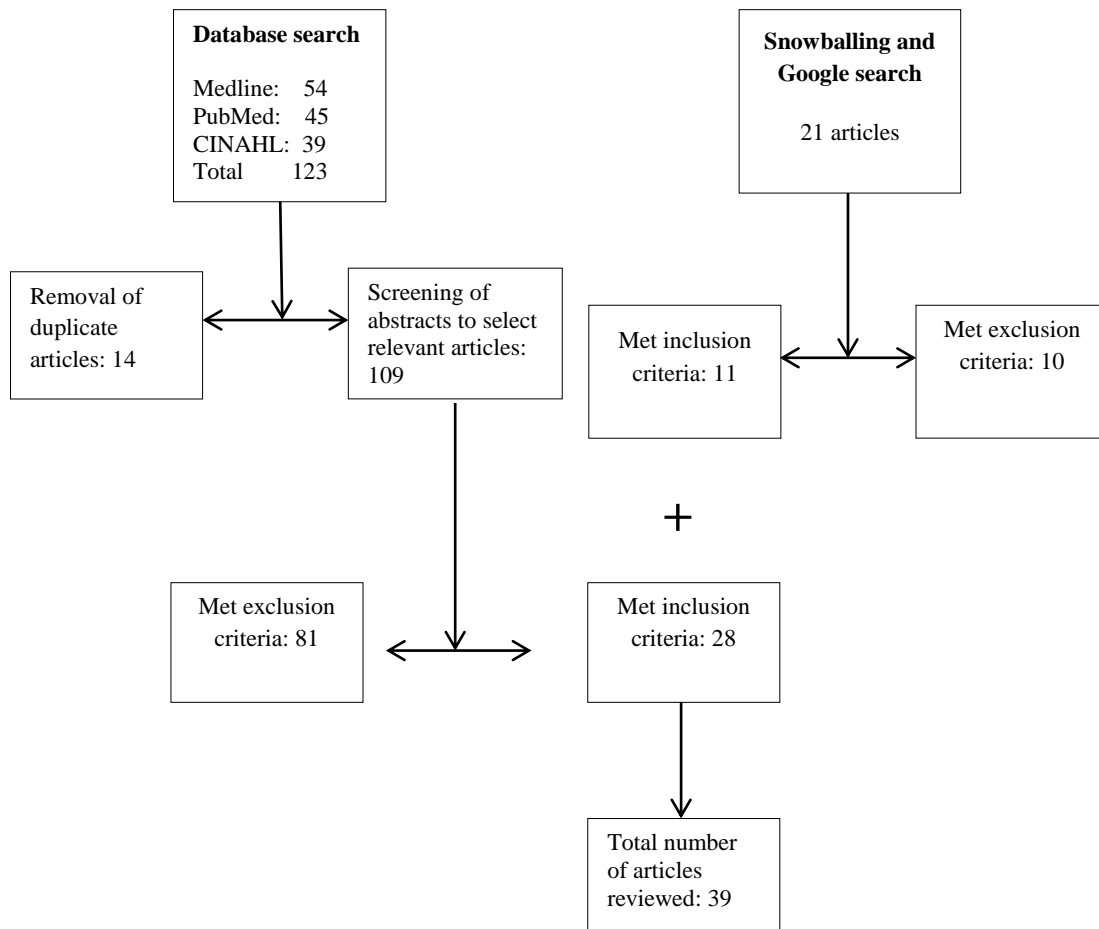 Database search
Medline: 54
PubMed: 45
CINAHL: 39
Total 123
Snowballing and
Google search
21 articles
Removal of
duplicate
articles: 14
Screening of
abstracts to select
relevant articles:
109
Met inclusion
criteria: 11
Met exclusion
criteria: 10
+
Met exclusion
criteria: 81
Met inclusion
criteria: 28
Total number
of articles
reviewed: 39